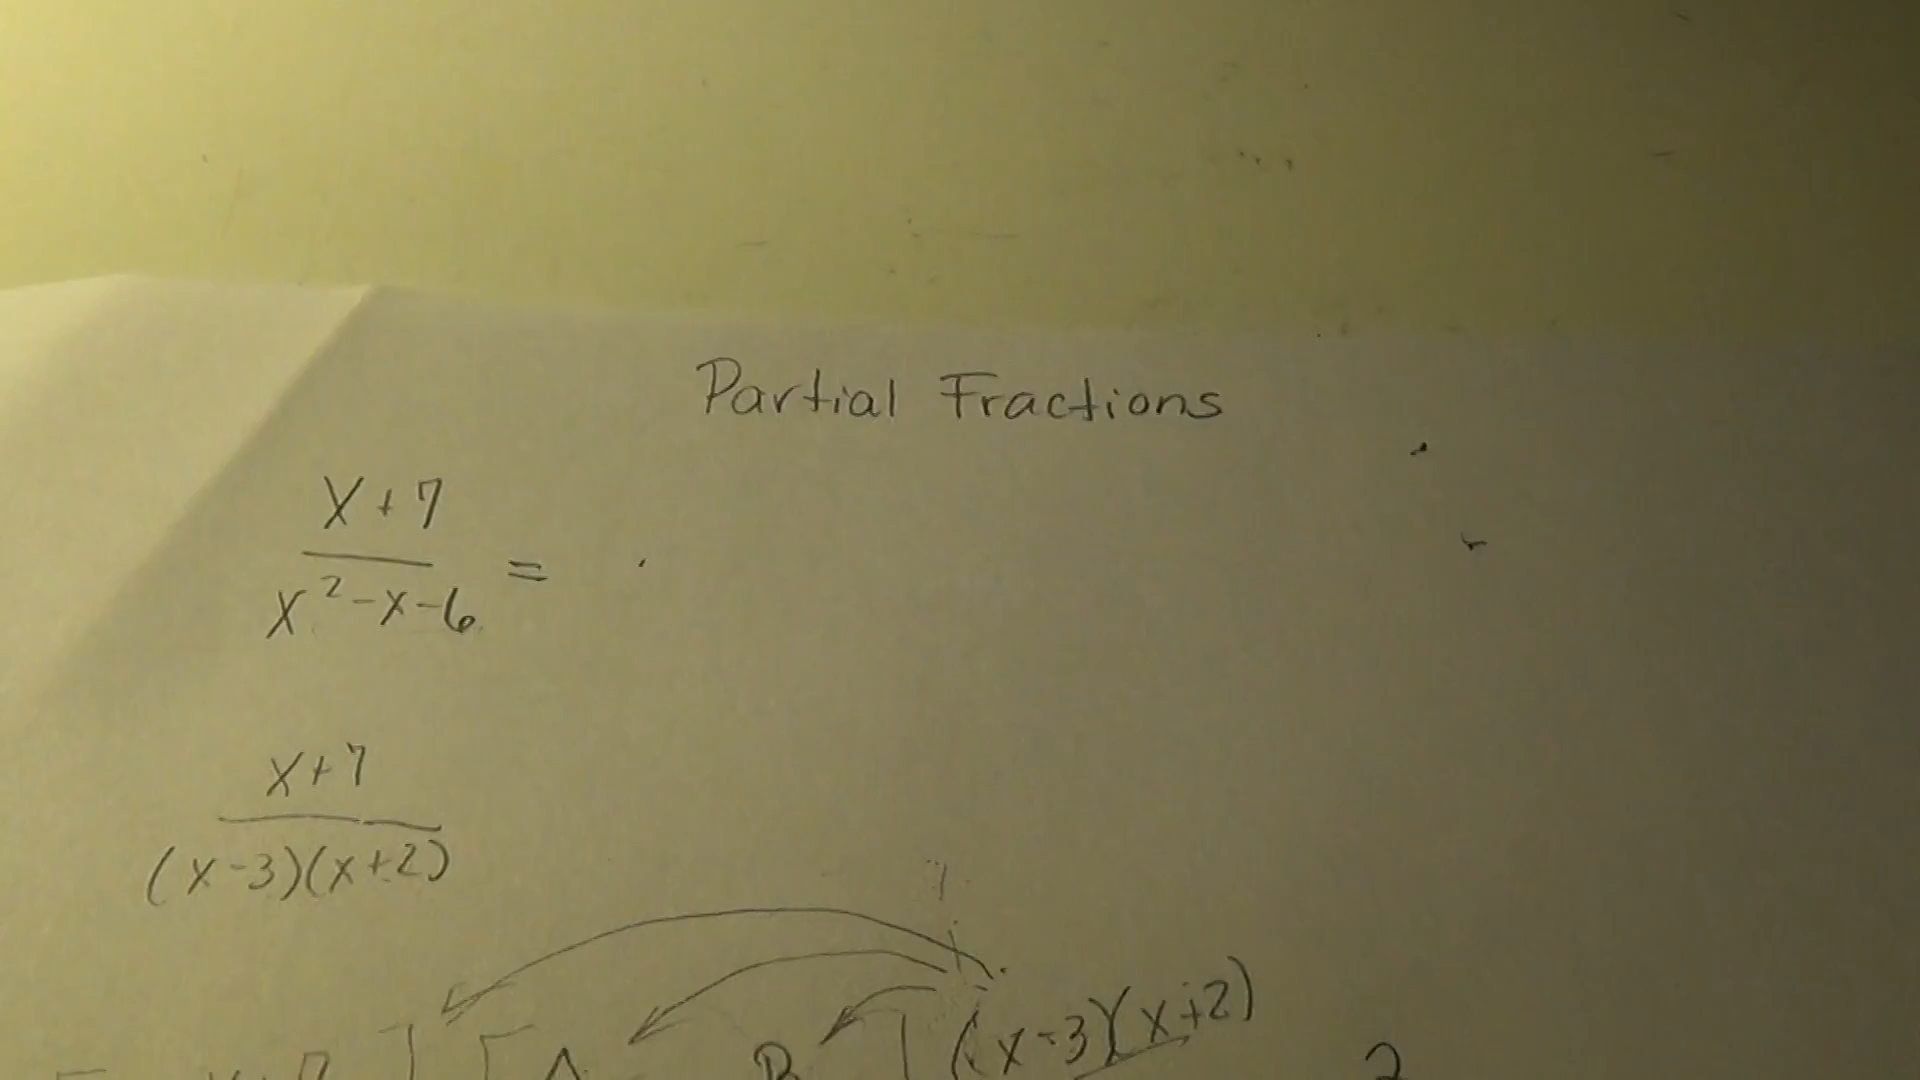 Partial Fractions
x + 7
x² - x - 6 =
x + 7
(x - 3)(x + 2)
(x - 3)(x + 2)